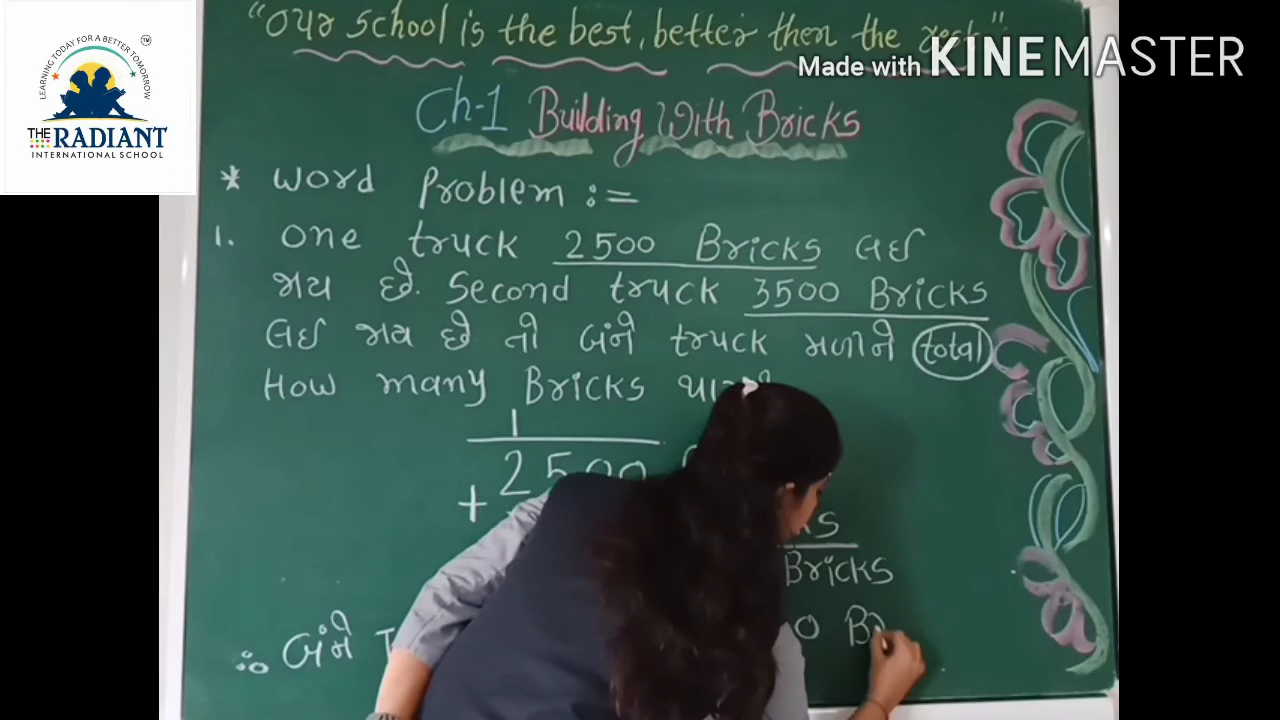 "Our School is the best, better then the rest"
Made with KINEMASTER
LEARNING TODAY FOR A BETTER TOMORROW
TM
THE RADIANT
INTERNATIONAL SCHOOL
Ch-1 Building With Bricks
* Word Problem :=
1. One truck 2500 Bricks લઈ
જાય છે. Second truck 3500 Bricks
લઈ જાય છે તો બંને truck મળીને total
How many Bricks
1
2500
+
Bricks
∴ બંને